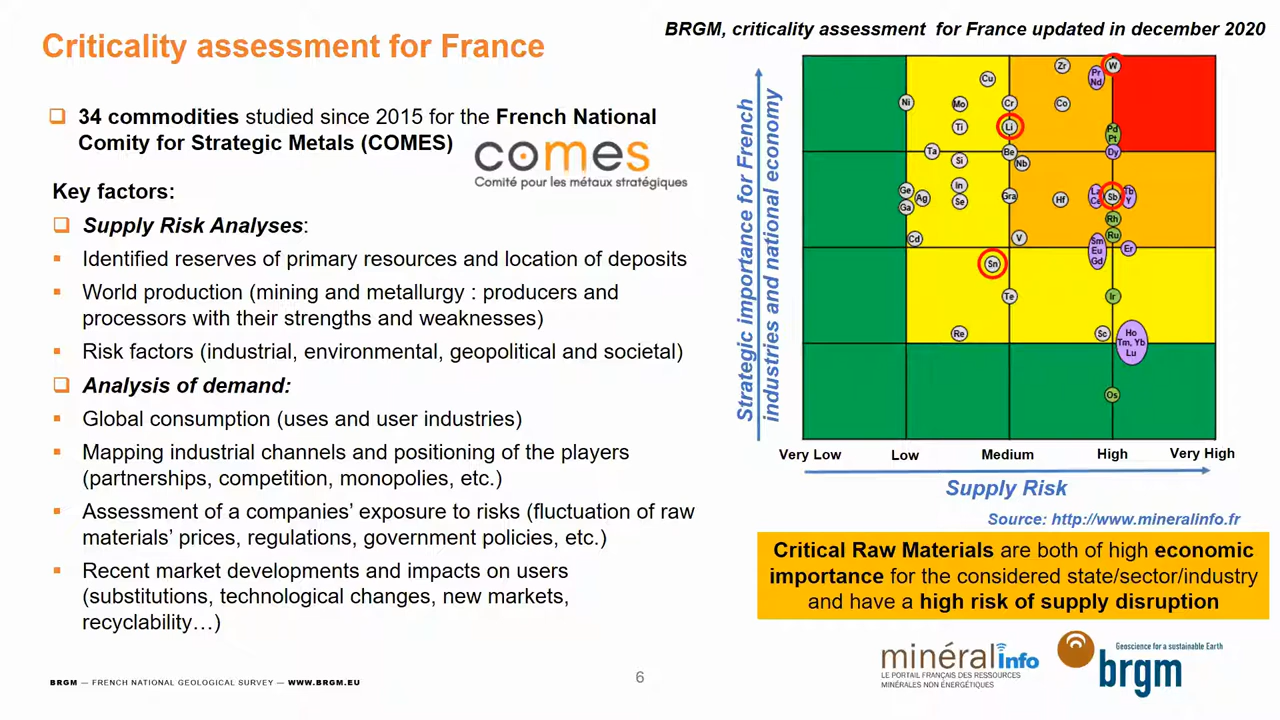 Criticality assessment for France
34 commodities studied since 2015 for the French National
Comity for Strategic Metals (COMES)
comes
Comité pour les métaux stratégiques
Key factors:
Supply Risk Analyses:
Identified reserves of primary resources and location of deposits
World production (mining and metallurgy : producers and
processors with their strengths and weaknesses)
Risk factors (industrial, environmental, geopolitical and societal)
Analysis of demand:
Global consumption (uses and user industries)
Mapping industrial channels and positioning of the players
(partnerships, competition, monopolies, etc.)
Assessment of a companies’ exposure to risks (fluctuation of raw
materials’ prices, regulations, government policies, etc.)
Recent market developments and impacts on users
(substitutions, technological changes, new markets,
recyclability…)
BRGM, criticality assessment for France updated in december 2020
Strategic importance for French
industries and national economy
Zr
W
Cu
Pr
Nd
Ni
Mo
Cr
Co
Ti
Li
Pd
Pt
Ta
Be
Dy
Si
Nb
In
Ge
Ag
Se
Gra
Hf
La
Ce
Sb
Tb
Y
Ga
Rh
Ru
Cd
V
Sm
Eu
Gd
Er
Sn
Te
Ir
Re
Sc
Ho
Tm, Yb
Lu
Os
Very Low
Low
Medium
High
Very High
Supply Risk
Source: http://www.mineralinfo.fr
Critical Raw Materials are both of high economic
importance for the considered state/sector/industry
and have a high risk of supply disruption
BRGM — FRENCH NATIONAL GEOLOGICAL SURVEY — WWW.BRGM.EU
6
minéralinfo
LE PORTAIL FRANÇAIS DES RESSOURCES
MINÉRALES NON ÉNERGÉTIQUES
Geoscience for a sustainable Earth
brgm